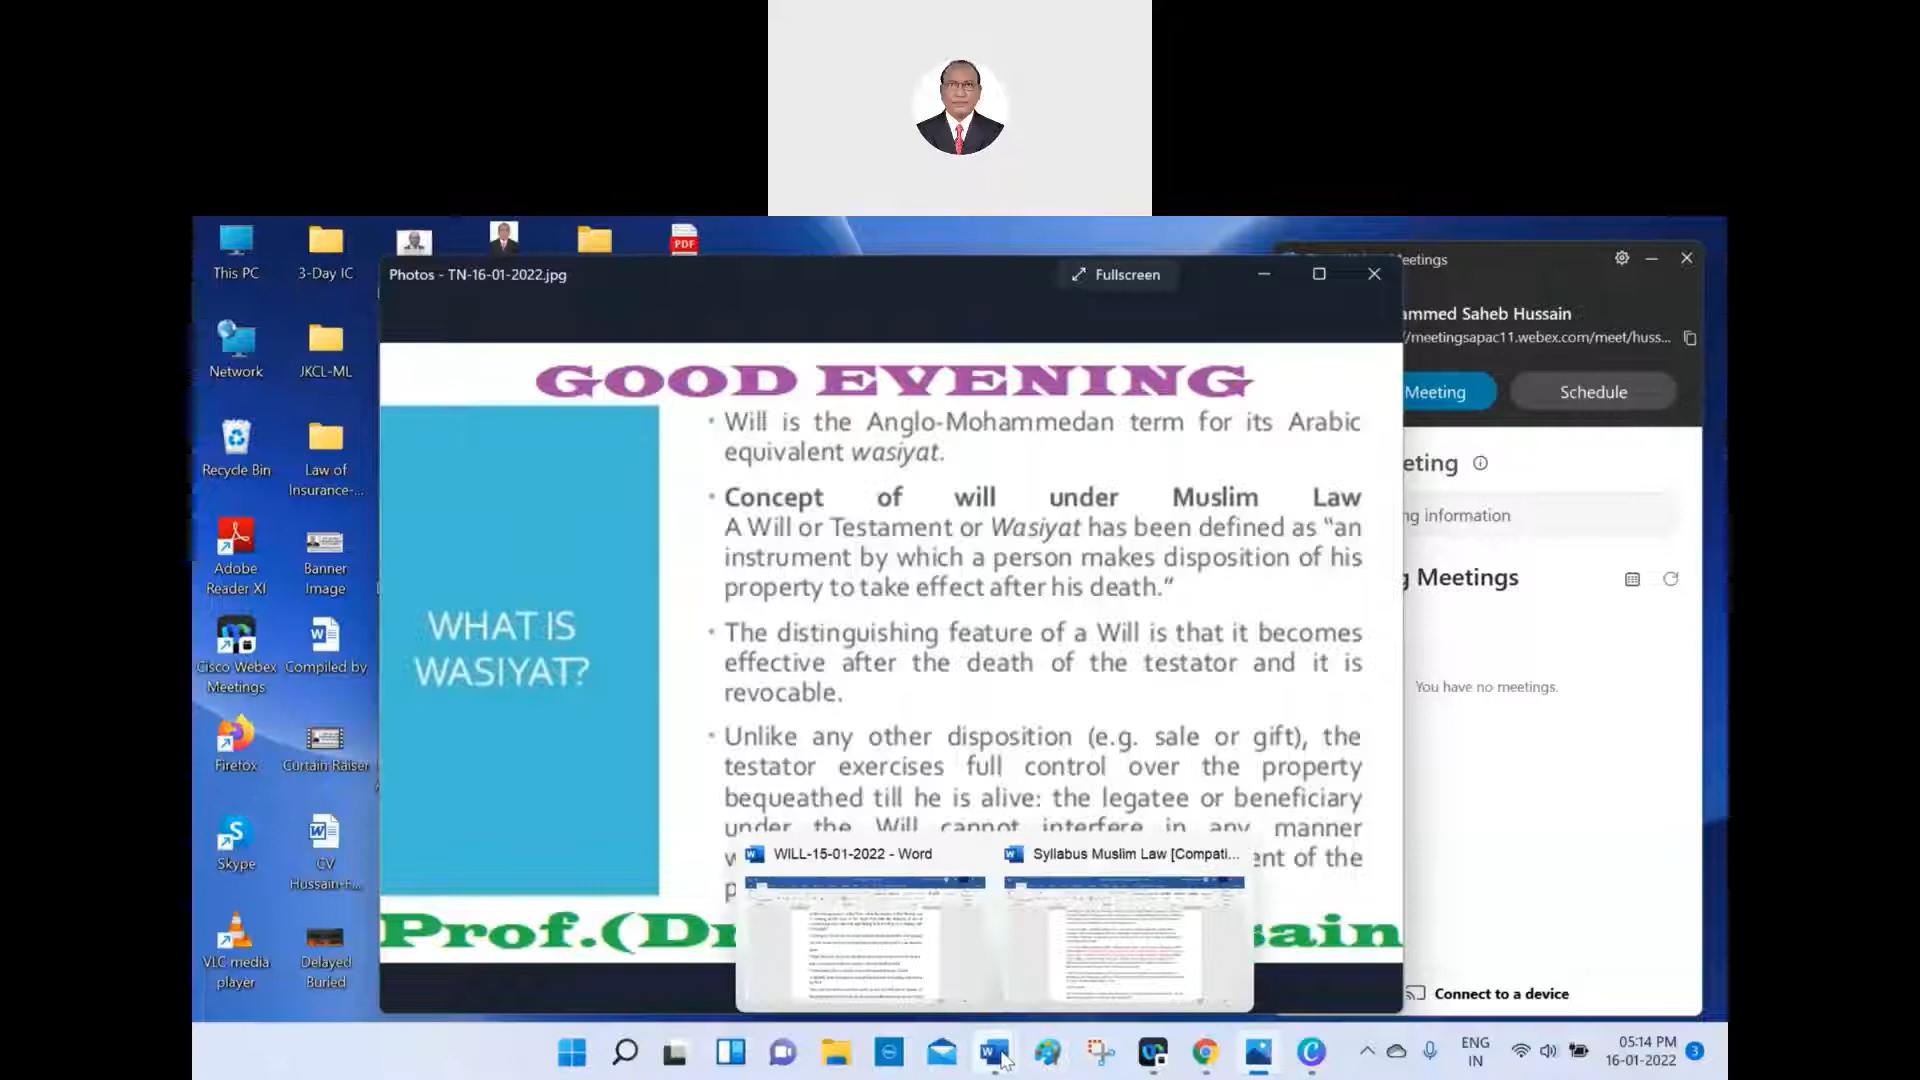 This PC
3-Day IC
PDF
Photos - TN-16-01-2022.jpg
Fullscreen
eetings
ammed Saheb Hussain
//meetingsapac11.webex.com/meet/huss...
Meeting
Schedule
eting
ng information
Meetings
You have no meetings.
Connect to a device
Network
JKCL-ML
Recycle Bin
Law of
Insurance-...
Adobe
Reader XI
Banner
Image
Cisco Webex
Meetings
Compiled by
Firefox
Curtain Raiser
Skype
CV
Hussain-F...
VLC media
player
Delayed
Buried
GOOD EVENING
WHAT IS
WASIYAT?
• Will is the Anglo-Mohammedan term for its Arabic
equivalent wasiyat.
• Concept of will under Muslim Law
A Will or Testament or Wasiyat has been defined as “an
instrument by which a person makes disposition of his
property to take effect after his death.”
• The distinguishing feature of a Will is that it becomes
effective after the death of the testator and it is
revocable.
• Unlike any other disposition (e.g. sale or gift), the
testator exercises full control over the property
bequeathed till he is alive: the legatee or beneficiary
under the Will cannot interfere in any manner
ent of the
Prof.(Dr
sain
WILL-15-01-2022 - Word
Syllabus Muslim Law [Compati...
ENG
IN
05:14 PM
16-01-2022
3